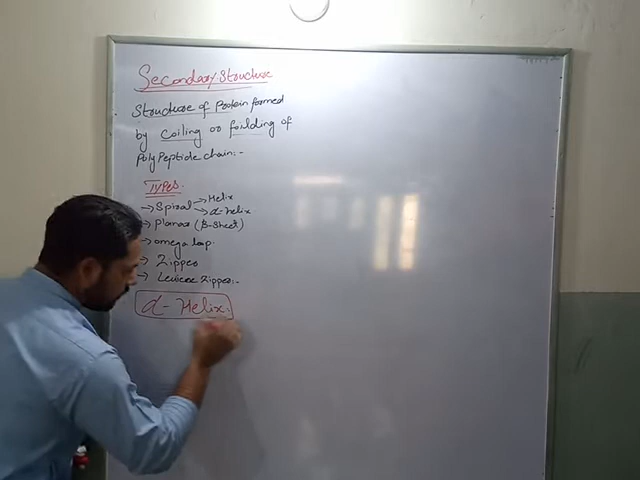 Secondary Structure
Structure of Protein formed
by coiling or foilding of
Poly Peptide chain:-
Types.
→ Spiral → Helix
→ α-helix
→ Planar (B-Sheet)
→ omega loop.
→ Zipper
→ Leucine Zipper:-
α- Helix: